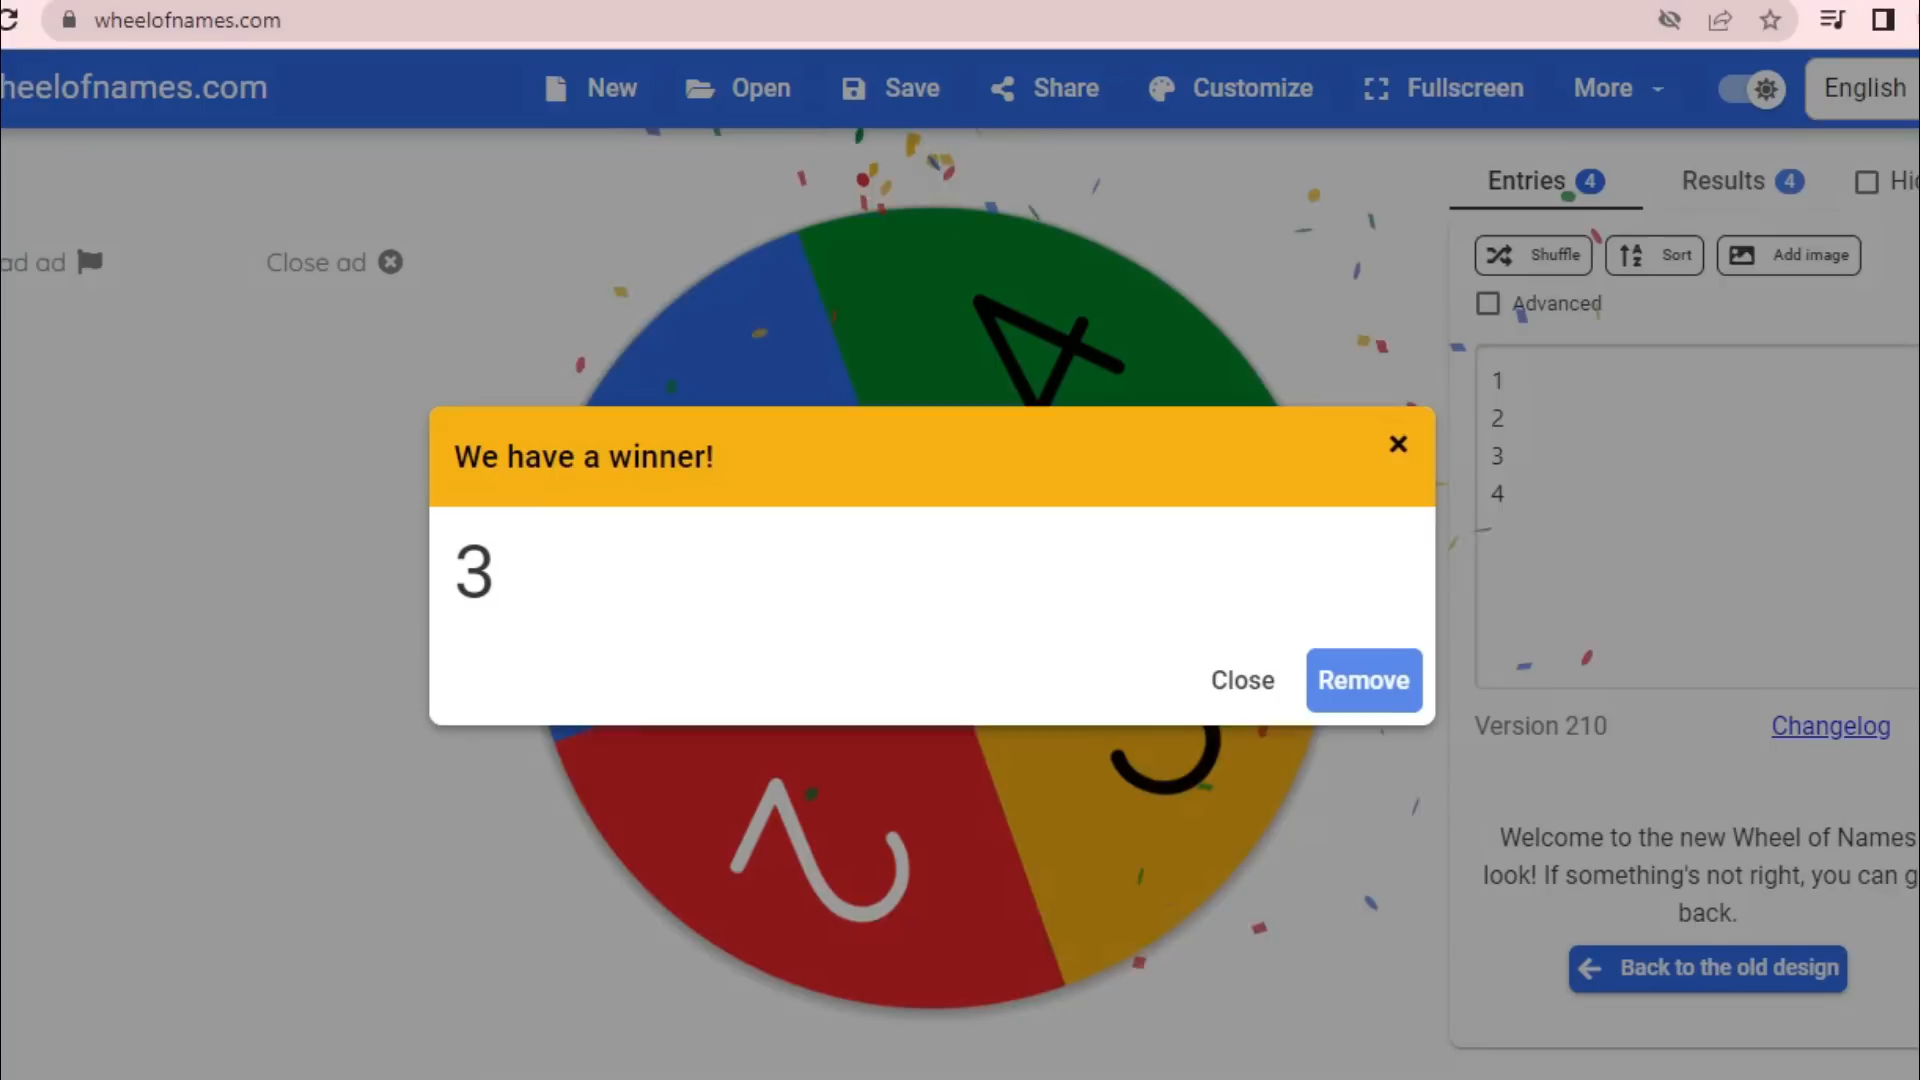 wheelofnames.com
heelofnames.com
New
Open
Save
Share
Customize
Fullscreen
More
English
ad ad
Close ad
Entries 4
Results 4
Shuffle
Sort
Add image
Advanced
1
2
3
4
4
2
We have a winner!
3
Close
Remove
Version 210
Changelog
Welcome to the new Wheel of Names
look! If something's not right, you can g
back.
Back to the old design